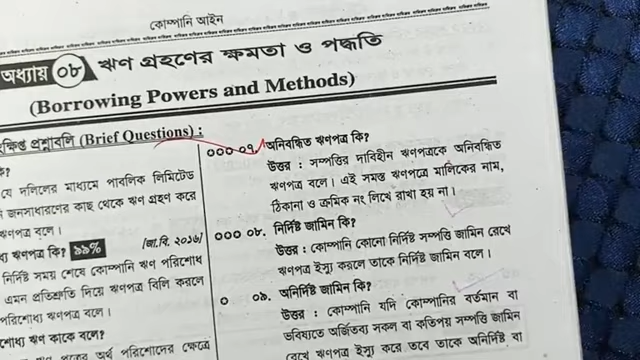 কোম্পানি আইন
অধ্যায় ০৮ ঋণ গ্রহণের ক্ষমতা ও পদ্ধতি
(Borrowing Powers and Methods)
প্রশ্নাবলি (Brief Questions) :
কি?
যে দলিলের মাধ্যমে পাবলিক লিমিটেড
জনসাধারণের কাছ থেকে ঋণ গ্রহণ করে
ঋণপত্র বলে।
ঋণপত্র কি? ৯৯% [জা.বি. ২০১৬]
নির্দিষ্ট সময় শেষে কোম্পানি ঋণ পরিশোধ
এমন প্রতিশ্রুতি দিয়ে ঋণপত্র বিলি করলে
পরিশোধ্য ঋণপত্র বলে।
ঋণ কাকে বলে?
অর্থ পরিশোধের ক্ষেত্রে
০০০ ০৭. অনিবন্ধিত ঋণপত্র কি?
উত্তর : সম্পত্তির দাবিহীন ঋণপত্রকে অনিবন্ধিত
ঋণপত্র বলে। এই সমস্ত ঋণপত্রে মালিকের নাম,
ঠিকানা ও ক্রমিক নং লিখে রাখা হয় না।
০০০ ০৮. নির্দিষ্ট জামিন কি?
উত্তর : কোম্পানি কোনো নির্দিষ্ট সম্পত্তি জামিন রেখে
ঋণপত্র ইস্যু করলে তাকে নির্দিষ্ট জামিন বলে।
০ ০৯. অনির্দিষ্ট জামিন কি?
উত্তর : কোম্পানি যদি কোম্পানির বর্তমান বা
ভবিষ্যতে অর্জিতব্য সকল বা কতিপয় সম্পত্তি জামিন
রেখে ঋণপত্র ইস্যু করে তবে তাকে অনির্দিষ্ট বা